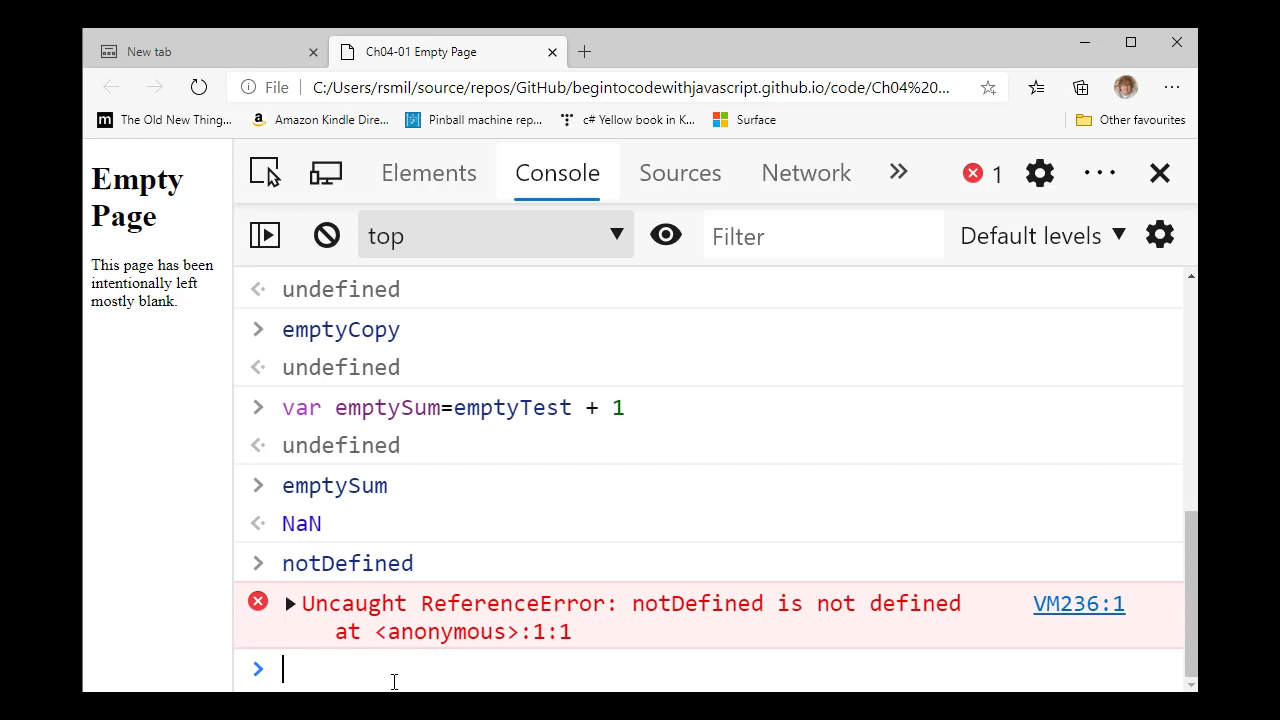 New tab
Ch04-01 Empty Page
File
C:/Users/rsmil/source/repos/GitHub/begintocodewithjavascript.github.io/code/Ch04%20...
The Old New Thing...
Amazon Kindle Dire...
Pinball machine rep...
c# Yellow book in K...
Surface
Other favourites
Empty
Page
This page has been
intentionally left
mostly blank.
Elements
Console
Sources
Network
1
top
Filter
Default levels
undefined
emptyCopy
undefined
var emptySum=emptyTest + 1
undefined
emptySum
NaN
notDefined
Uncaught ReferenceError: notDefined is not defined VM236:1
at <anonymous>:1:1